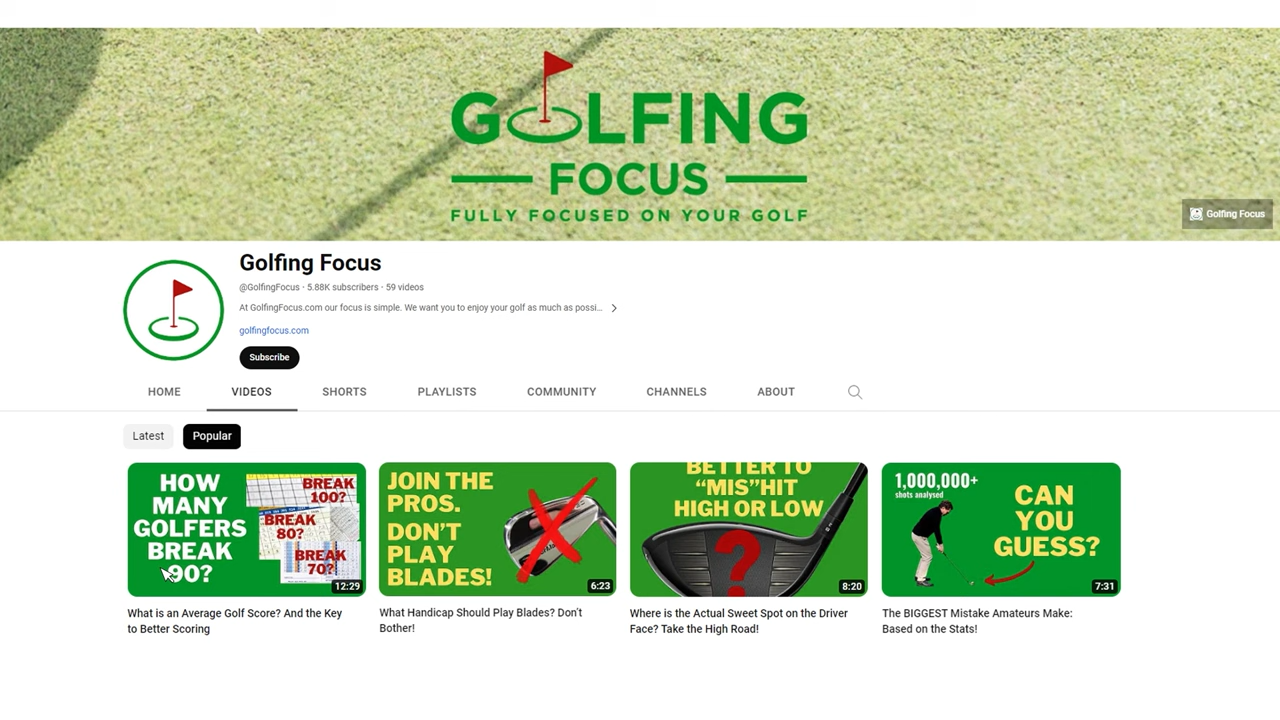 GOLFING
FOCUS
FULLY FOCUSED ON YOUR GOLF
Golfing Focus
Golfing Focus
@GolfingFocus · 5.88K subscribers · 59 videos
At GolfingFocus.com our focus is simple. We want you to enjoy your golf as much as possi...
golfingfocus.com
Subscribe
HOME VIDEOS SHORTS PLAYLISTS COMMUNITY CHANNELS ABOUT
Latest Popular
HOW
MANY
GOLFERS
BREAK
90?
BREAK
100?
BREAK
80?
BREAK
70?
12:29
What is an Average Golf Score? And the Key
to Better Scoring
JOIN THE
PROS.
DON'T
PLAY
BLADES!
6:23
What Handicap Should Play Blades? Don't
Bother!
BETTER TO
“MIS”HIT
HIGH OR LOW
?
8:20
Where is the Actual Sweet Spot on the Driver
Face? Take the High Road!
1,000,000+
shots analysed
CAN
YOU
GUESS?
7:31
The BIGGEST Mistake Amateurs Make:
Based on the Stats!